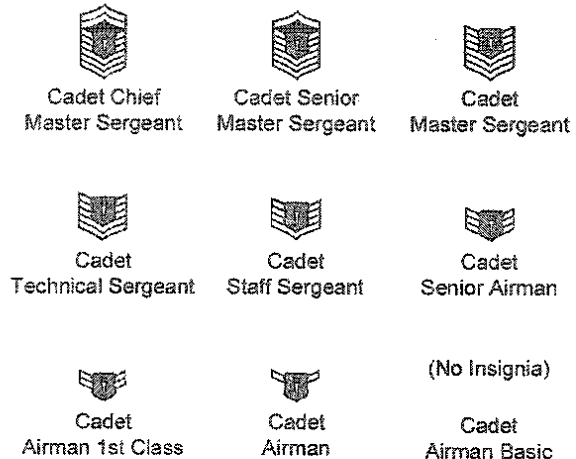 Cadet Chief
Master Sergeant
Cadet Senior
Master Sergeant
Cadet
Master Sergeant
Cadet
Technical Sergeant
Cadet
Staff Sergeant
Cadet
Senior Airman
Cadet
Airman 1st Class
Cadet
Airman
(No Insignia)
Cadet
Airman Basic